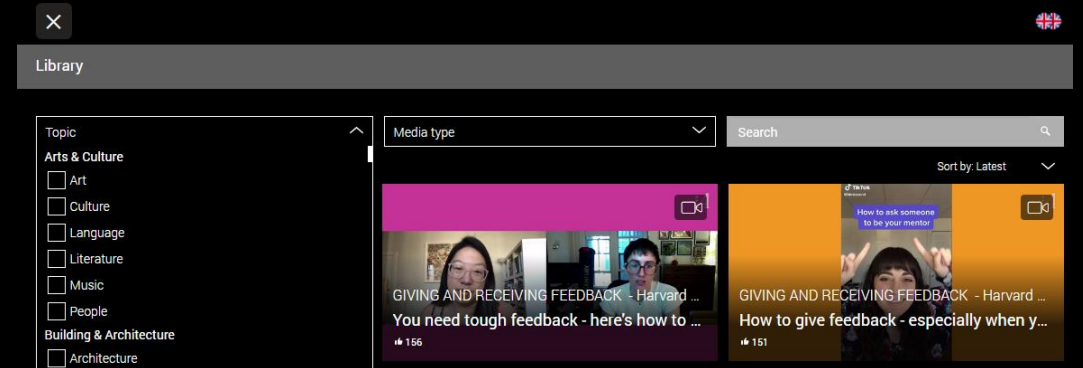 Library
Topic
Arts & Culture
Art
Culture
Language
Literature
Music
People
Building & Architecture
Architecture
Media type
Search
Sort by: Latest
GIVING AND RECEIVING FEEDBACK - Harvard ...
You need tough feedback - here's how to ...
156
TikTok
How to ask someone
to be your mentor
GIVING AND RECEIVING FEEDBACK - Harvard ...
How to give feedback - especially when y...
151